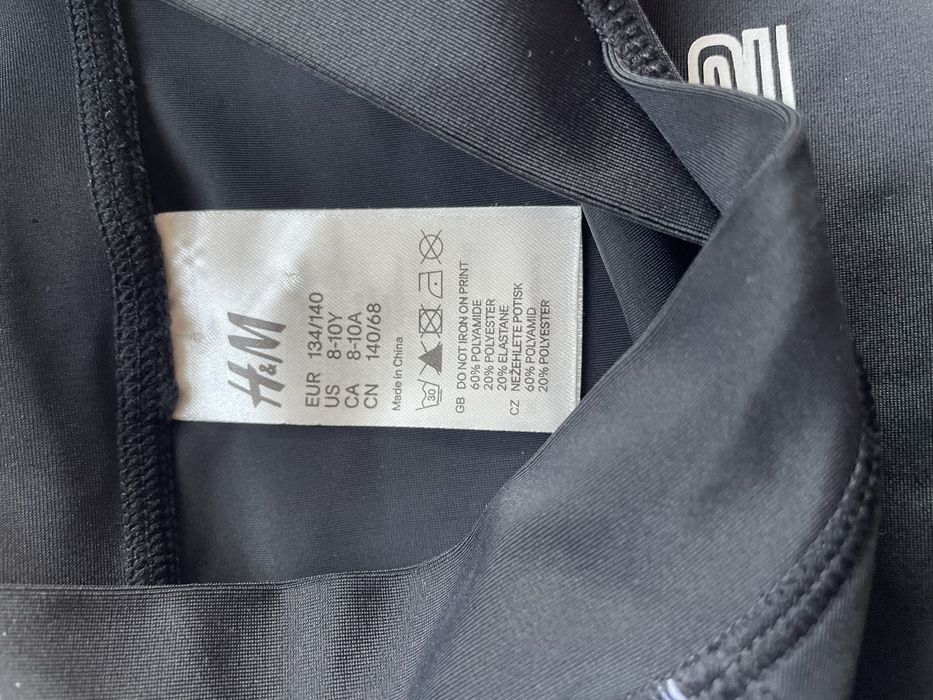 H&M
EUR 134/140
US 8-10Y
CA 8-10A
CN 140/68
Made in China
30
GB DO NOT IRON ON PRINT
60% POLYAMIDE
20% POLYESTER
20% ELASTANE
CZ NEŽEHLETE POTISK
60% POLYAMID
20% POLYESTER